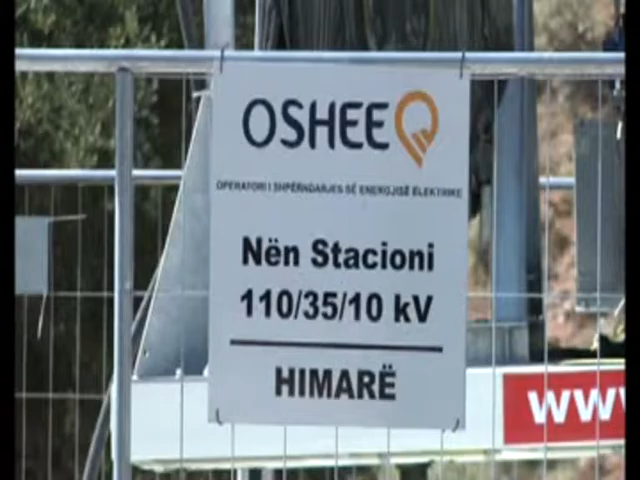 OSHEE
OPERATORI I SHPËRNDARJES SË ENERGJISË ELEKTRIKE
Nën Stacioni
110/35/10 kV
HIMARË
www